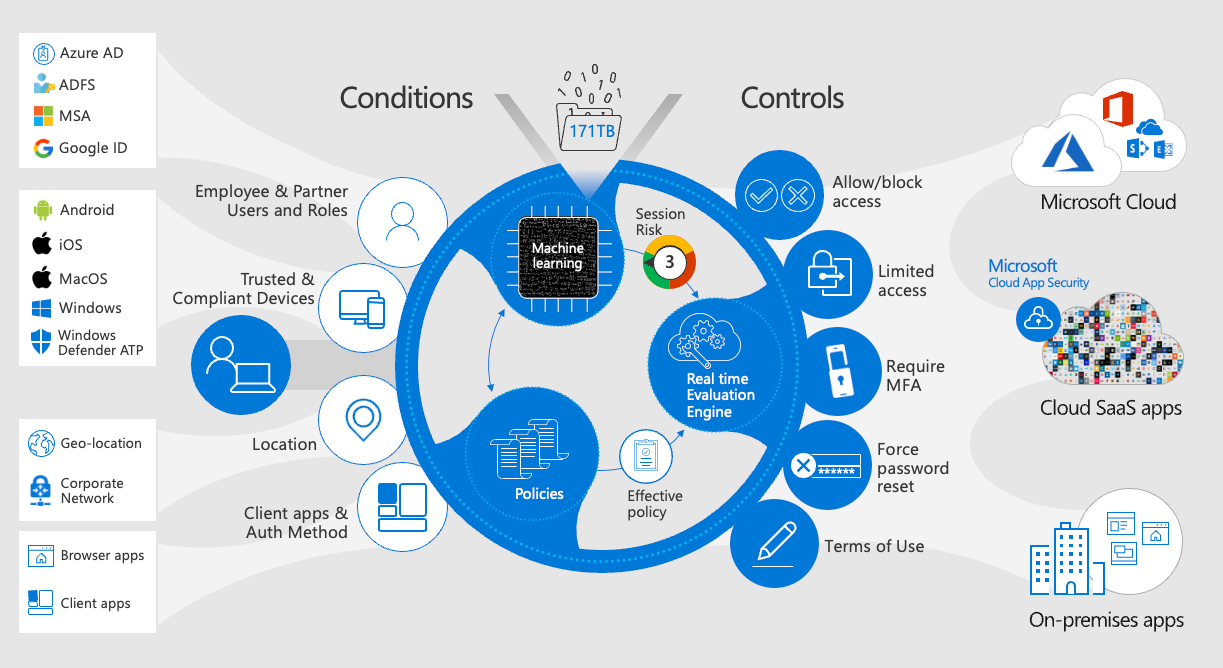 Azure AD
ADFS
MSA
Google ID
Android
iOS
MacOS
Windows
Windows
Defender ATP
Geo-location
Corporate
Network
Browser apps
Client apps
Conditions
Employee & Partner
Users and Roles
Trusted &
Compliant Devices
Location
Client apps &
Auth Method
171TB
Machine
learning
Session
Risk
3
Real time
Evaluation
Engine
Policies
Effective
policy
Controls
Allow/block
access
Limited
access
Require
MFA
Force
password
reset
******
Terms of Use
Microsoft Cloud
Microsoft
Cloud App Security
Cloud SaaS apps
On-premises apps